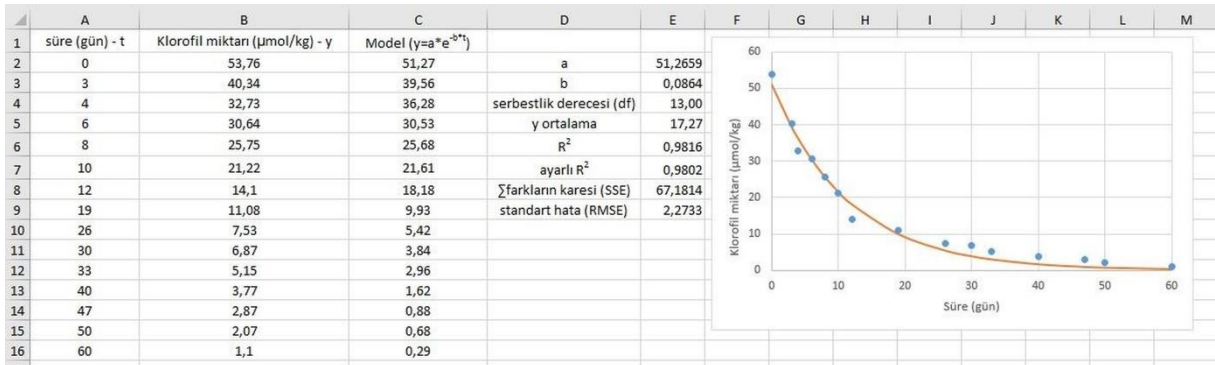 A B C D E F G H I J K L M
1 süre (gün) - t Klorofil miktarı (µmol/kg) - y Model (y=a*e^-b*t)
2 0 53,76 51,27 a 51,2659
3 3 40,34 39,56 b 0,0864
4 4 32,73 36,28 serbestlik derecesi (df) 13,00
5 6 30,64 30,53 y ortalama 17,27
6 8 25,75 25,68 R² 0,9816
7 10 21,22 21,61 ayarlı R² 0,9802
8 12 14,1 18,18 ∑farkların karesi (SSE) 67,1814
9 19 11,08 9,93 standart hata (RMSE) 2,2733
10 26 7,53 5,42
11 30 6,87 3,84
12 33 5,15 2,96
13 40 3,77 1,62
14 47 2,87 0,88
15 50 2,07 0,68
16 60 1,1 0,29
Klorofil miktarı (µmol/kg)
60
50
40
30
20
10
0
0 10 20 30 40 50 60
Süre (gün)